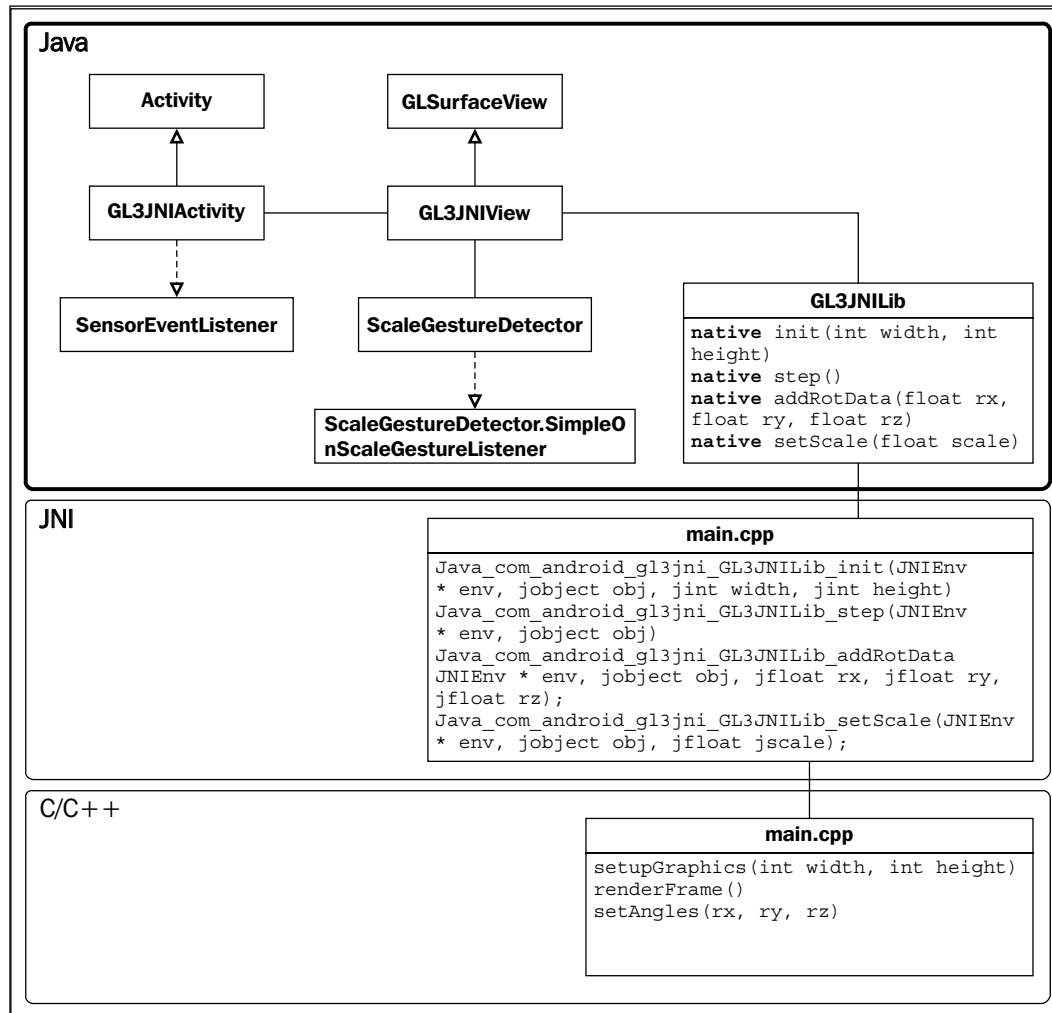 Java
Activity
GLSurfaceView
GL3JNIActivity
GL3JNIView
SensorEventListener
ScaleGestureDetector
ScaleGestureDetector.SimpleO
nScaleGestureListener
GL3JNILib
native init(int width, int
height)
native step()
native addRotData(float rx,
float ry, float rz)
native setScale(float scale)
JNI
main.cpp
Java_com_android_gl3jni_GL3JNILib_init(JNIEnv
* env, jobject obj, jint width, jint height)
Java_com_android_gl3jni_GL3JNILib_step(JNIEnv
* env, jobject obj)
Java_com_android_gl3jni_GL3JNILib_addRotData
JNIEnv * env, jobject obj, jfloat rx, jfloat ry,
jfloat rz);
Java_com_android_gl3jni_GL3JNILib_setScale(JNIEnv
* env, jobject obj, jfloat jscale);
C/C++
main.cpp
setupGraphics(int width, int height)
renderFrame()
setAngles(rx, ry, rz)